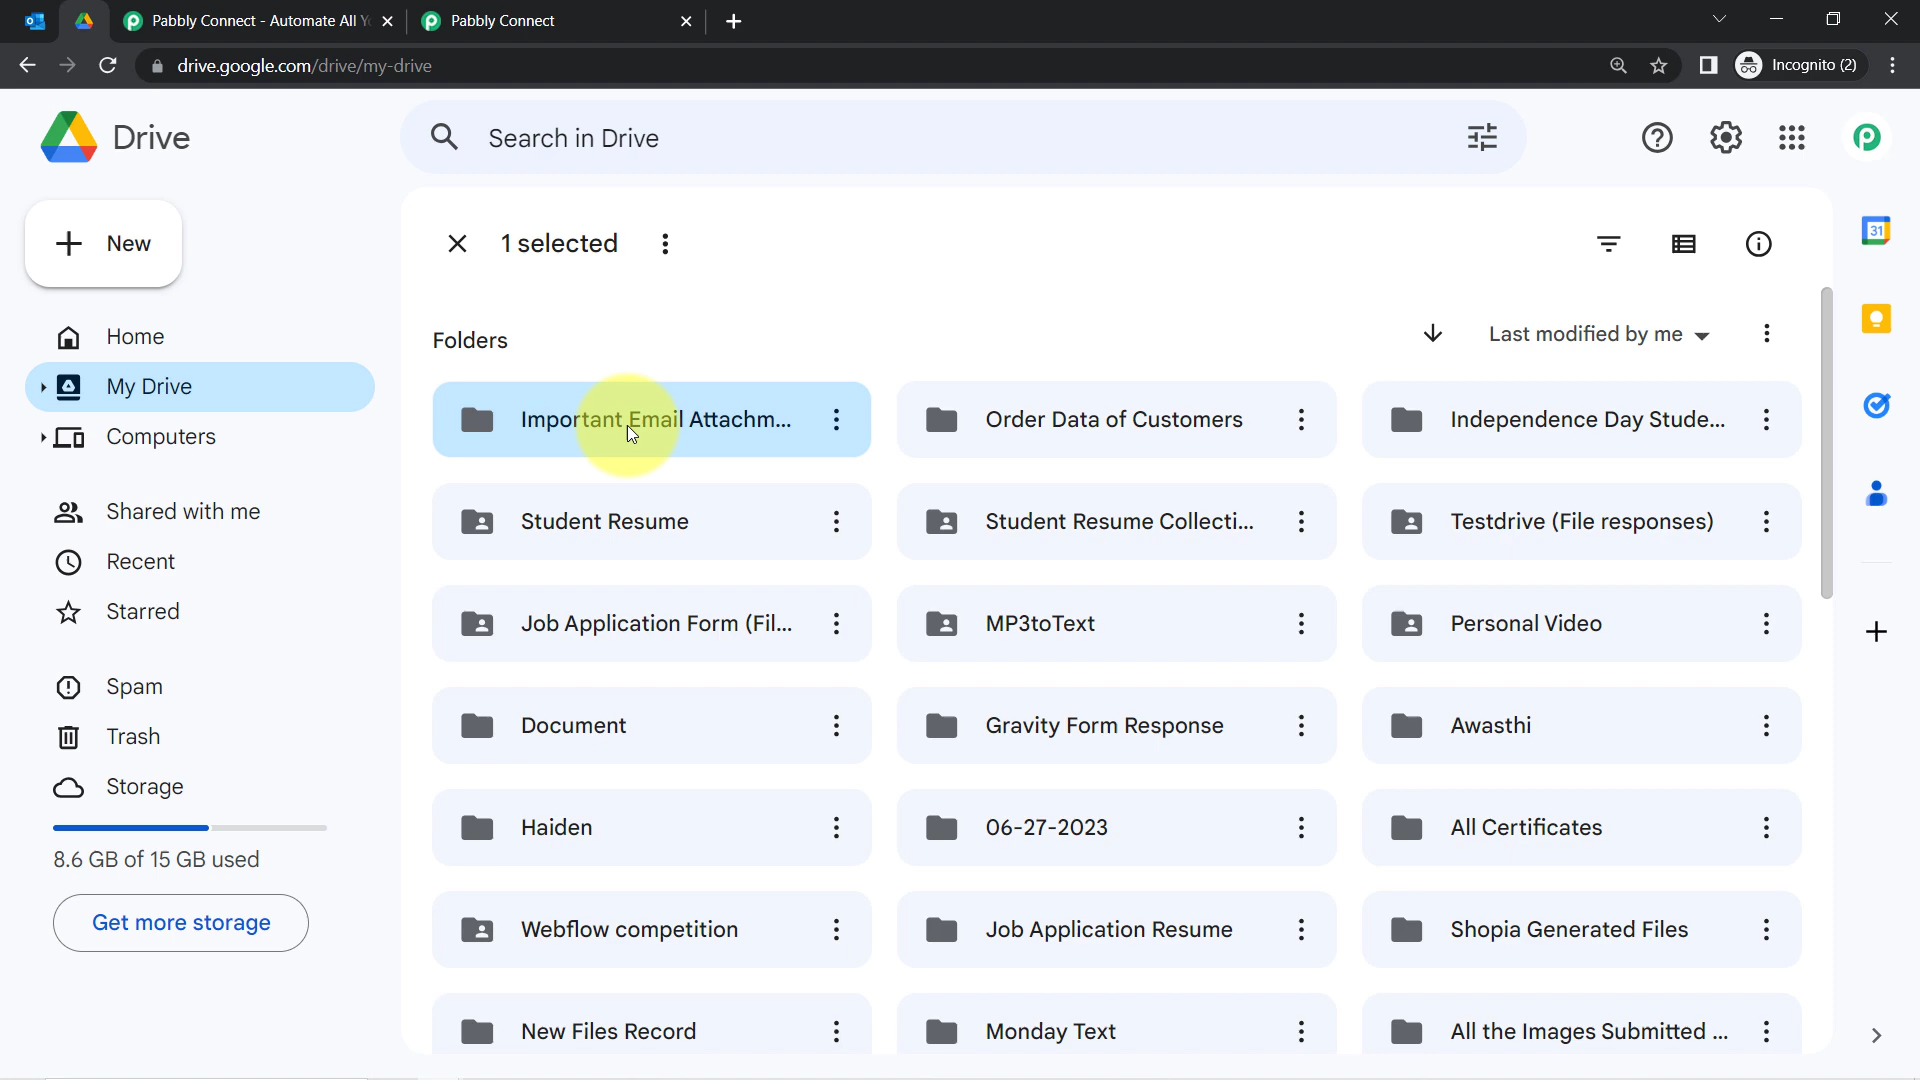 Pabbly Connect - Automate All Y
Pabbly Connect
drive.google.com/drive/my-drive
Incognito (2)
Drive
Search in Drive
New
1 selected
31
Home
My Drive
Computers
Shared with me
Recent
Starred
Spam
Trash
Storage
8.6 GB of 15 GB used
Get more storage
Folders
Last modified by me
Important Email Attachm...
Order Data of Customers
Independence Day Stude...
Student Resume
Student Resume Collecti...
Testdrive (File responses)
Job Application Form (Fil...
MP3toText
Personal Video
Document
Gravity Form Response
Awasthi
Haiden
06-27-2023
All Certificates
Webflow competition
Job Application Resume
Shopia Generated Files
New Files Record
Monday Text
All the Images Submitted ...